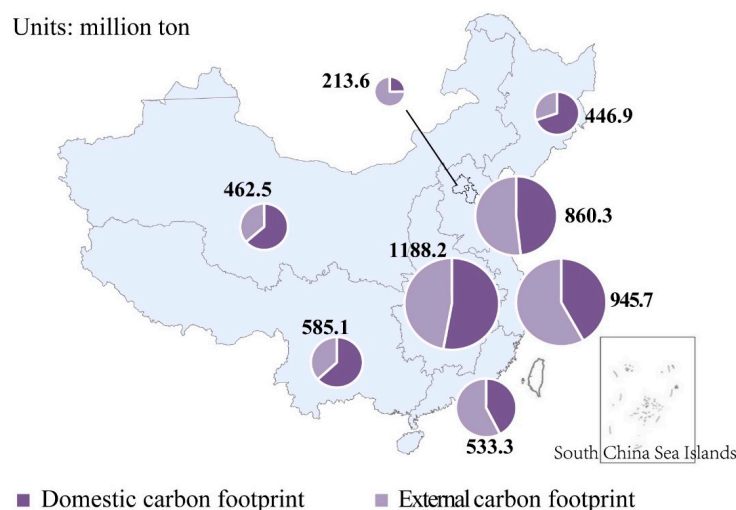 Units: million ton
213.6
446.9
462.5
860.3
1188.2
945.7
585.1
533.3
South China Sea Islands
Domestic carbon footprint
External carbon footprint